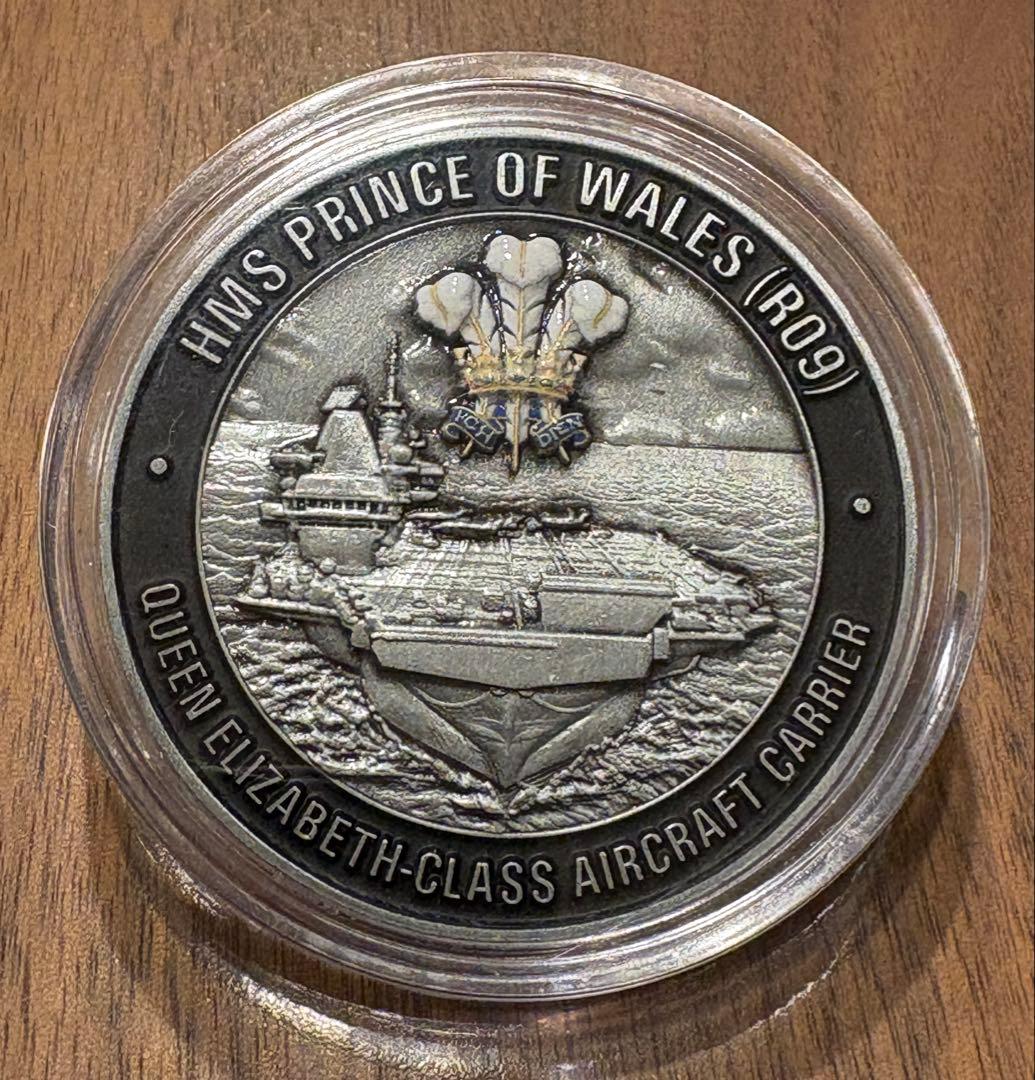 HMS PRINCE OF WALES (R09)
ICH DIEN
QUEEN ELIZABETH-CLASS AIRCRAFT CARRIER